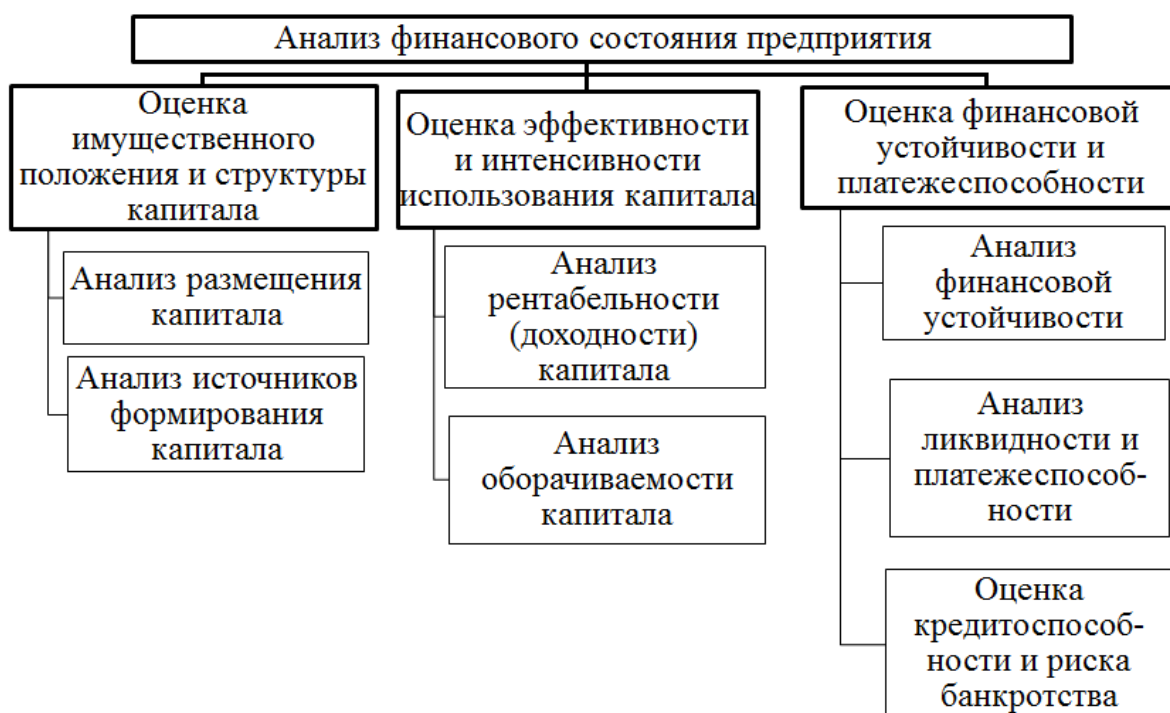 Анализ финансового состояния предприятия
Оценка
имущественного
положения и структуры
капитала
Анализ размещения
капитала
Анализ источников
формирования
капитала
Оценка эффективности
и интенсивности
использования капитала
Анализ
рентабельности
(доходности)
капитала
Анализ
оборачиваемости
капитала
Оценка финансовой
устойчивости и
платежеспособности
Анализ
финансовой
устойчивости
Анализ
ликвидности и
платежеспособ-
ности
Оценка
кредитоспособ-
ности и риска
банкротства